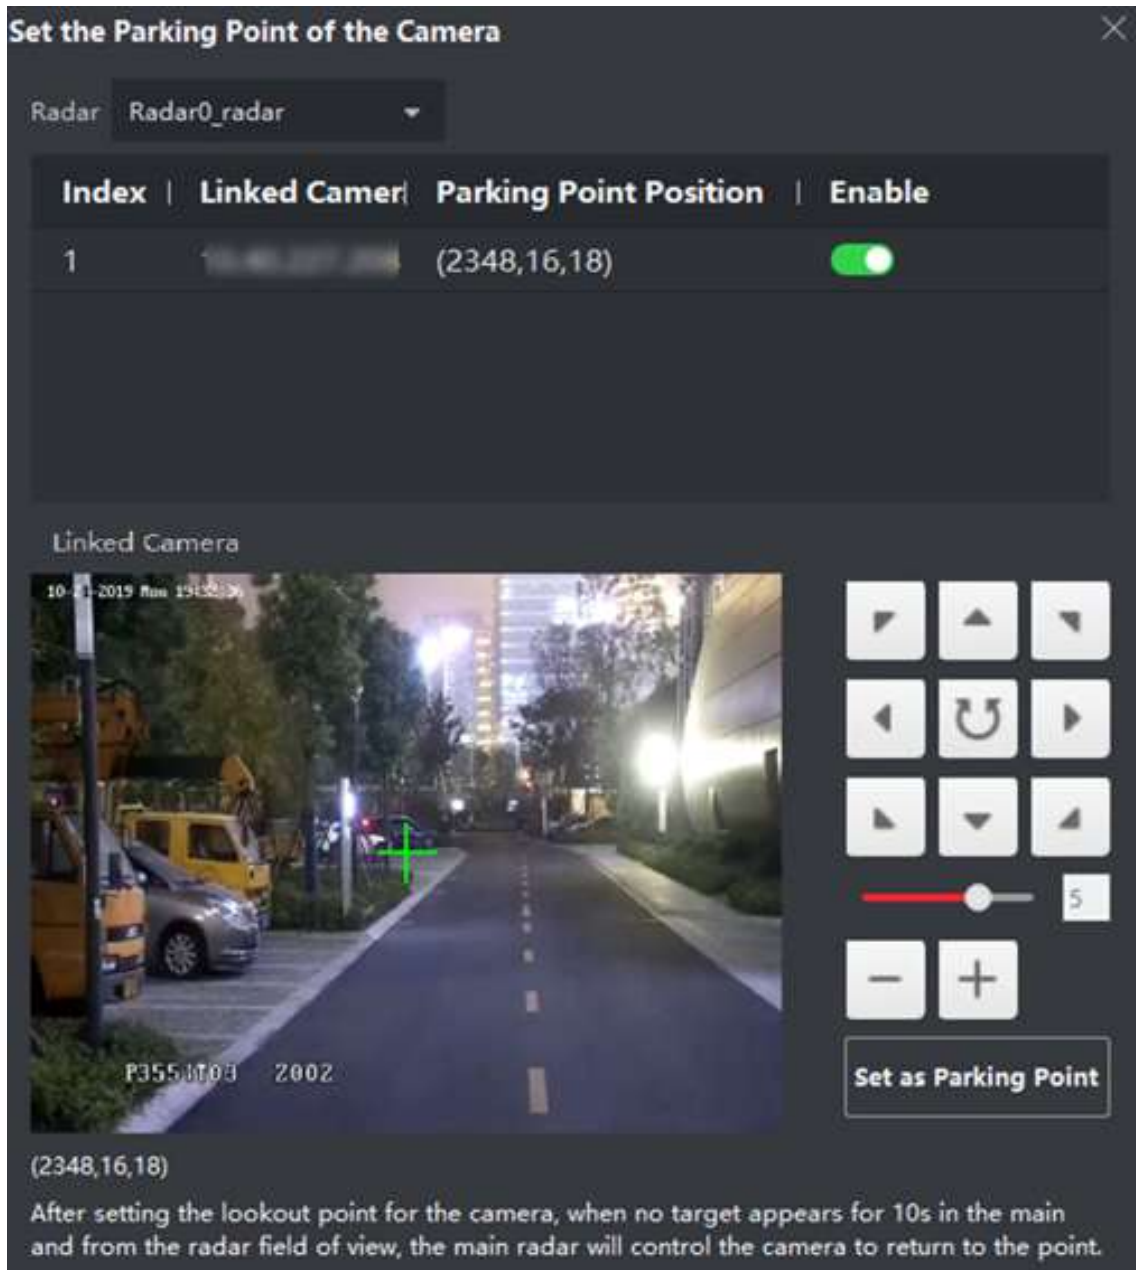 Set the Parking Point of the Camera
Radar Radar0_radar
Index Linked Camer Parking Point Position Enable
1 (2348,16,18)
Linked Camera
2019 19
5
2002
Set as Parking Point
(2348,16,18)
After setting the lookout point for the camera, when no target appears for 10s in the main
and from the radar field of view, the main radar will control the camera to return to the point.